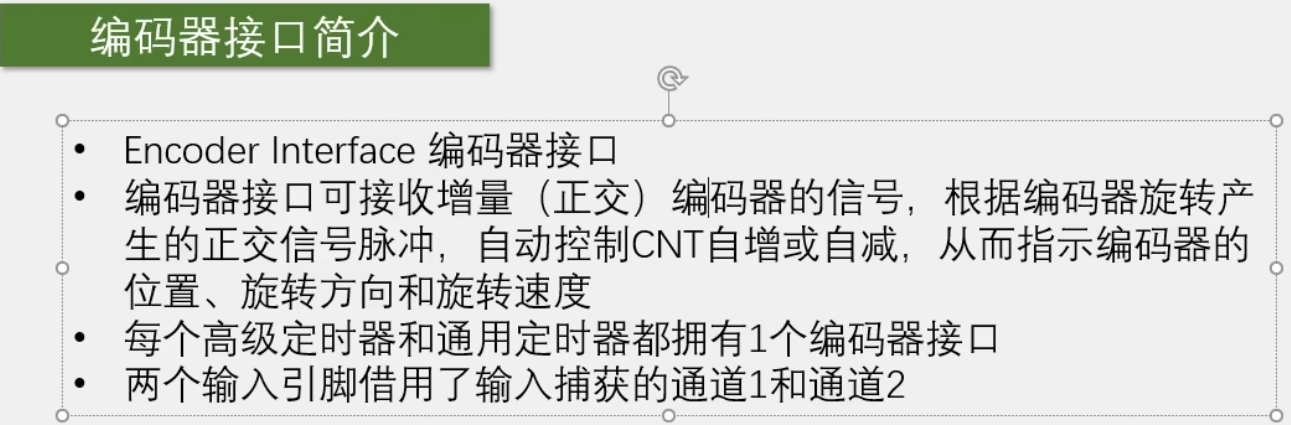 编码器接口简介
• Encoder Interface 编码器接口
• 编码器接口可接收增量（正交）编码器的信号，根据编码器旋转产
生的正交信号脉冲，自动控制CNT自增或自减，从而指示编码器的
位置、旋转方向和旋转速度
• 每个高级定时器和通用定时器都拥有1个编码器接口
• 两个输入引脚借用了输入捕获的通道1和通道2